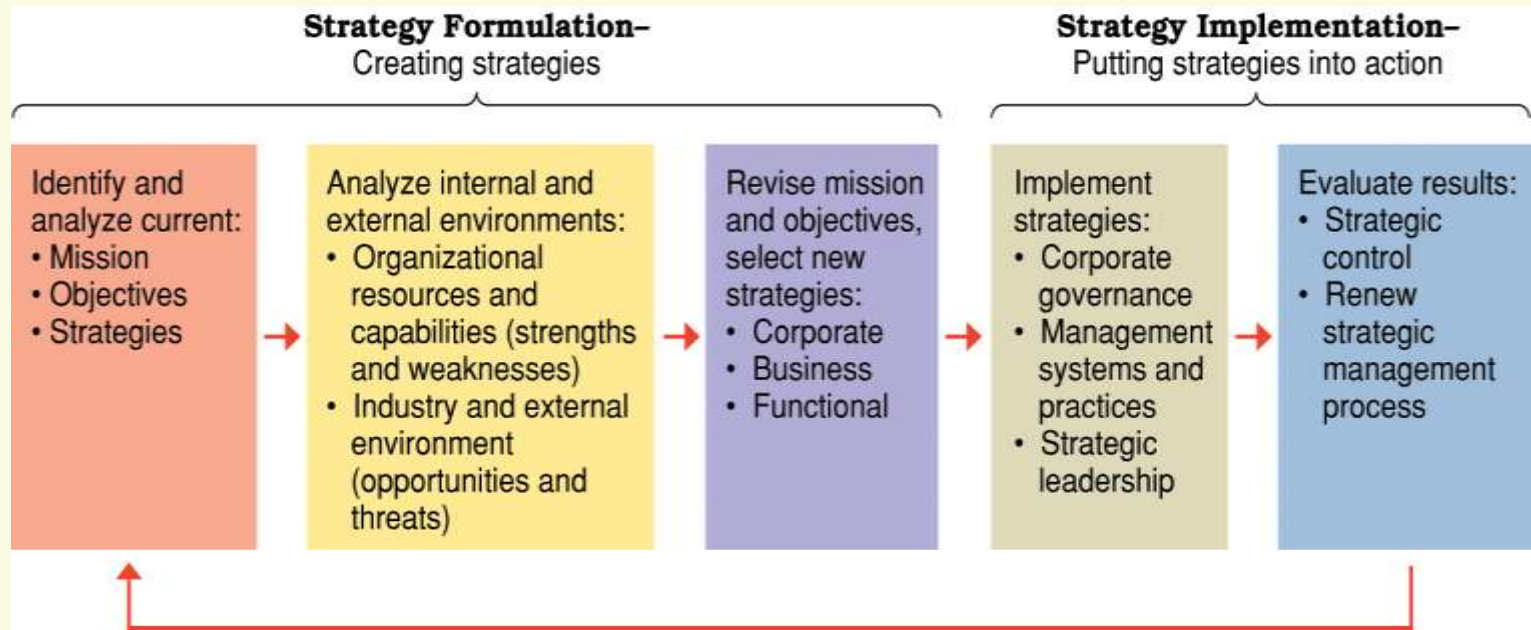 Strategy Formulation–
Creating strategies
Strategy Implementation–
Putting strategies into action
Identify and
analyze current:
• Mission
• Objectives
• Strategies
Analyze internal and
external environments:
• Organizational
resources and
capabilities (strengths
and weaknesses)
• Industry and external
environment
(opportunities and
threats)
Revise mission
and objectives,
select new
strategies:
• Corporate
• Business
• Functional
Implement
strategies:
• Corporate
governance
• Management
systems and
practices
• Strategic
leadership
Evaluate results:
• Strategic
control
• Renew
strategic
management
process